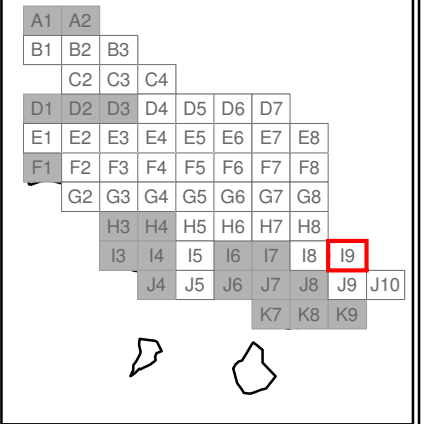 A1 A2
B1 B2 B3
C2 C3 C4
D1 D2 D3 D4 D5 D6 D7
E1 E2 E3 E4 E5 E6 E7 E8
F1 F2 F3 F4 F5 F6 F7 F8
G2 G3 G4 G5 G6 G7 G8
H3 H4 H5 H6 H7 H8
I3 I4 I5 I6 I7 I8 I9
J4 J5 J6 J7 J8 J9 J10
K7 K8 K9